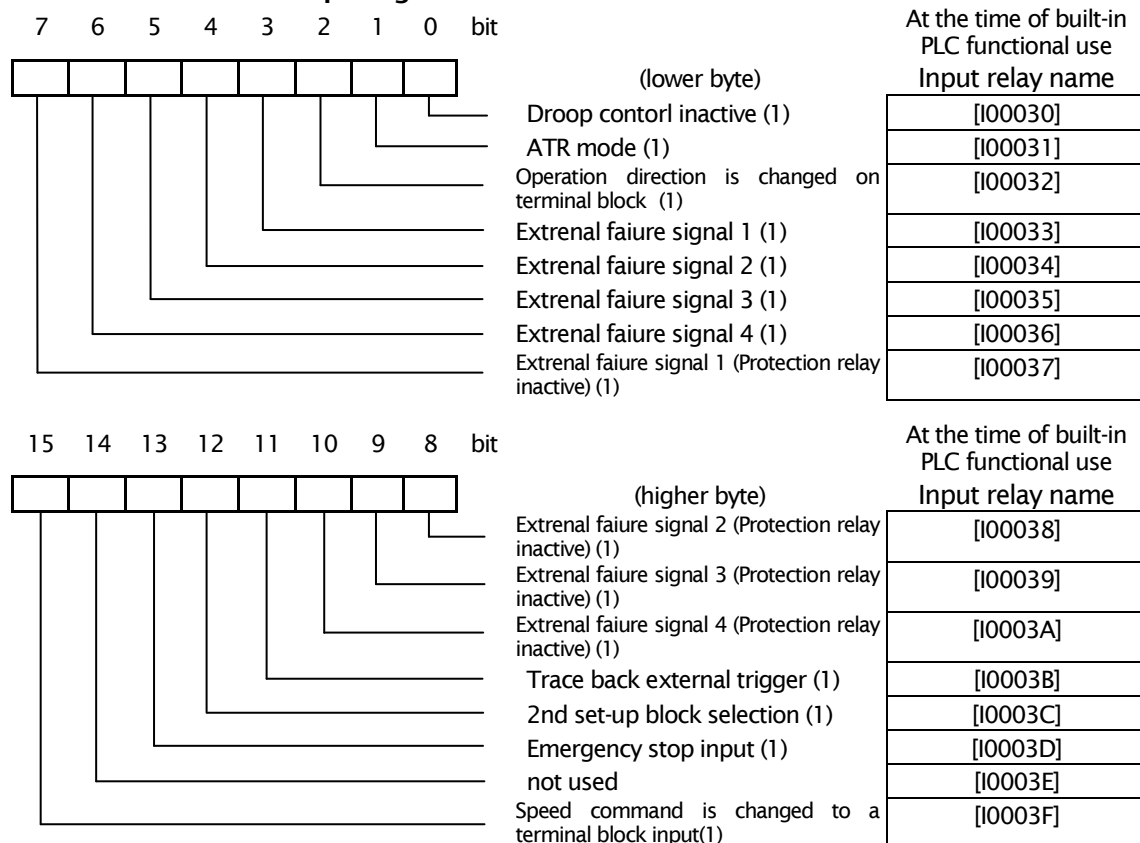 7 6 5 4 3 2 1 0 bit
At the time of built-in
PLC functional use
(lower byte) Input relay name
Droop contorl inactive (1) [I00030]
ATR mode (1) [I00031]
Operation direction is changed on
terminal block (1) [I00032]
Extrenal faiure signal 1 (1) [I00033]
Extrenal faiure signal 2 (1) [I00034]
Extrenal faiure signal 3 (1) [I00035]
Extrenal faiure signal 4 (1) [I00036]
Extrenal faiure signal 1 (Protection relay
inactive) (1) [I00037]
15 14 13 12 11 10 9 8 bit
At the time of built-in
PLC functional use
(higher byte) Input relay name
Extrenal faiure signal 2 (Protection relay
inactive) (1) [I00038]
Extrenal faiure signal 3 (Protection relay
inactive) (1) [I00039]
Extrenal faiure signal 4 (Protection relay
inactive) (1) [I0003A]
Trace back external trigger (1) [I0003B]
2nd set-up block selection (1) [I0003C]
Emergency stop input (1) [I0003D]
not used [I0003E]
Speed command is changed to a
terminal block input(1) [I0003F]